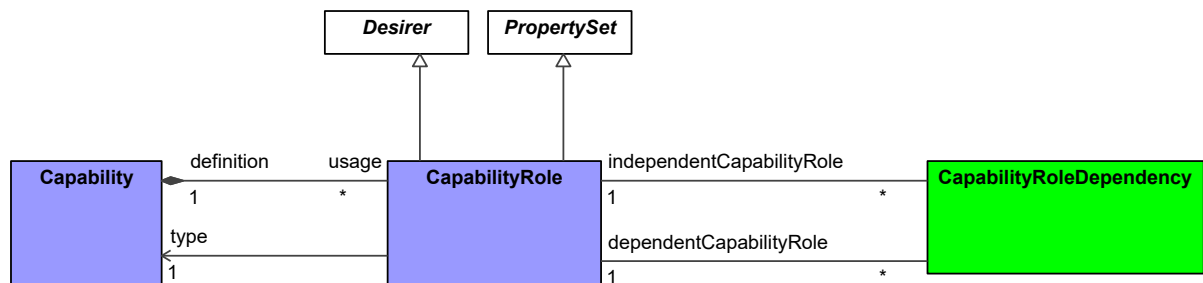 Desirer
PropertySet
Capability
definition
usage
CapabilityRole
independentCapabilityRole
CapabilityRoleDependency
1
*
1
*
type
dependentCapabilityRole
1
1
*